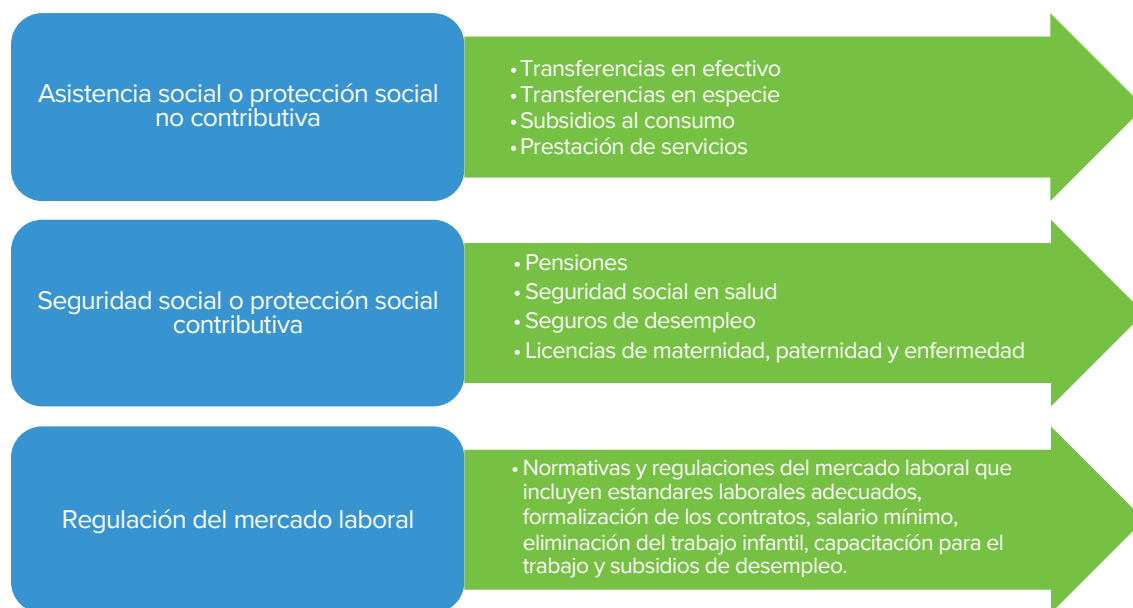 Asistencia social o protección social
no contributiva
• Transferencias en efectivo
• Transferencias en especie
• Subsidios al consumo
• Prestación de servicios
Seguridad social o protección social
contributiva
• Pensiones
• Seguridad social en salud
• Seguros de desempleo
• Licencias de maternidad, paternidad y enfermedad
Regulación del mercado laboral
• Normativas y regulaciones del mercado laboral que
incluyen estandares laborales adecuados,
formalización de los contratos, salario mínimo,
eliminación del trabajo infantil, capacitacíón para el
trabajo y subsidios de desempleo.